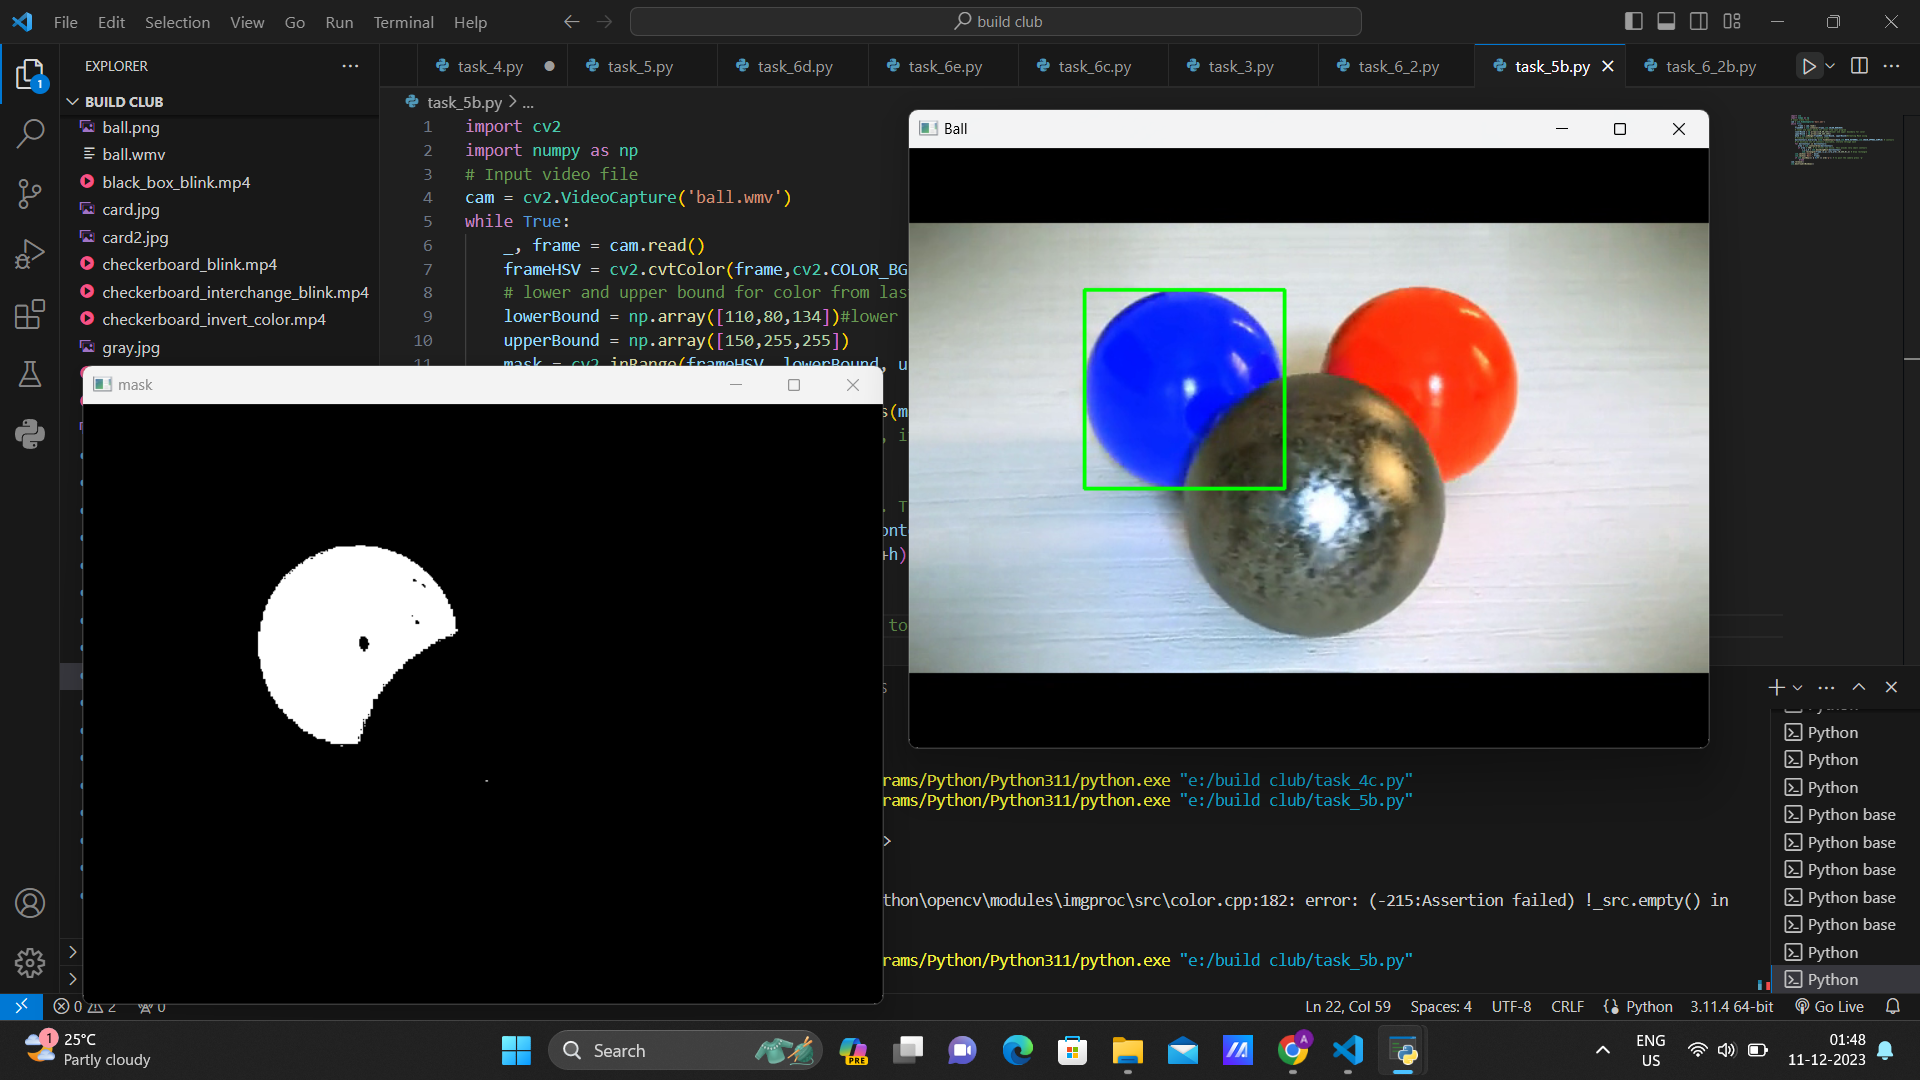 File Edit Selection View Go Run Terminal Help
build club
EXPLORER
task_4.py
task_5.py
task_6d.py
task_6e.py
task_6c.py
task_3.py
task_6_2.py
task_5b.py
task_6_2b.py
1
BUILD CLUB
ball.png
ball.wmv
black_box_blink.mp4
card.jpg
card2.jpg
checkerboard_blink.mp4
checkerboard_interchange_blink.mp4
checkerboard_invert_color.mp4
gray.jpg
task_5b.py > ...
1 import cv2
2 import numpy as np
3 # Input video file
4 cam = cv2.VideoCapture('ball.wmv')
5 while True:
6 _, frame = cam.read()
7 frameHSV = cv2.cvtColor(frame,cv2.COLOR_BG
8 # lower and upper bound for color from las
9 lowerBound = np.array([110,80,134])#lower
10 upperBound = np.array([150,255,255])
11 mask = cv2.inRange(frameHSV, lowerBound, u
s(m
, i
. T
ont
+h)
to
Ball
mask
S
rams/Python/Python311/python.exe "e:/build club/task_4c.py"
rams/Python/Python311/python.exe "e:/build club/task_5b.py"
>
thon\opencv\modules\imgproc\src\color.cpp:182: error: (-215:Assertion failed) !_src.empty() in
rams/Python/Python311/python.exe "e:/build club/task_5b.py"
Python
Python
Python
Python base
Python base
Python base
Python base
Python base
Python
Python
0 2 0
Ln 22, Col 59 Spaces: 4 UTF-8 CRLF Python 3.11.4 64-bit Go Live
1
25°C
Partly cloudy
Search
PRE
A
ENG
US
01:48
11-12-2023